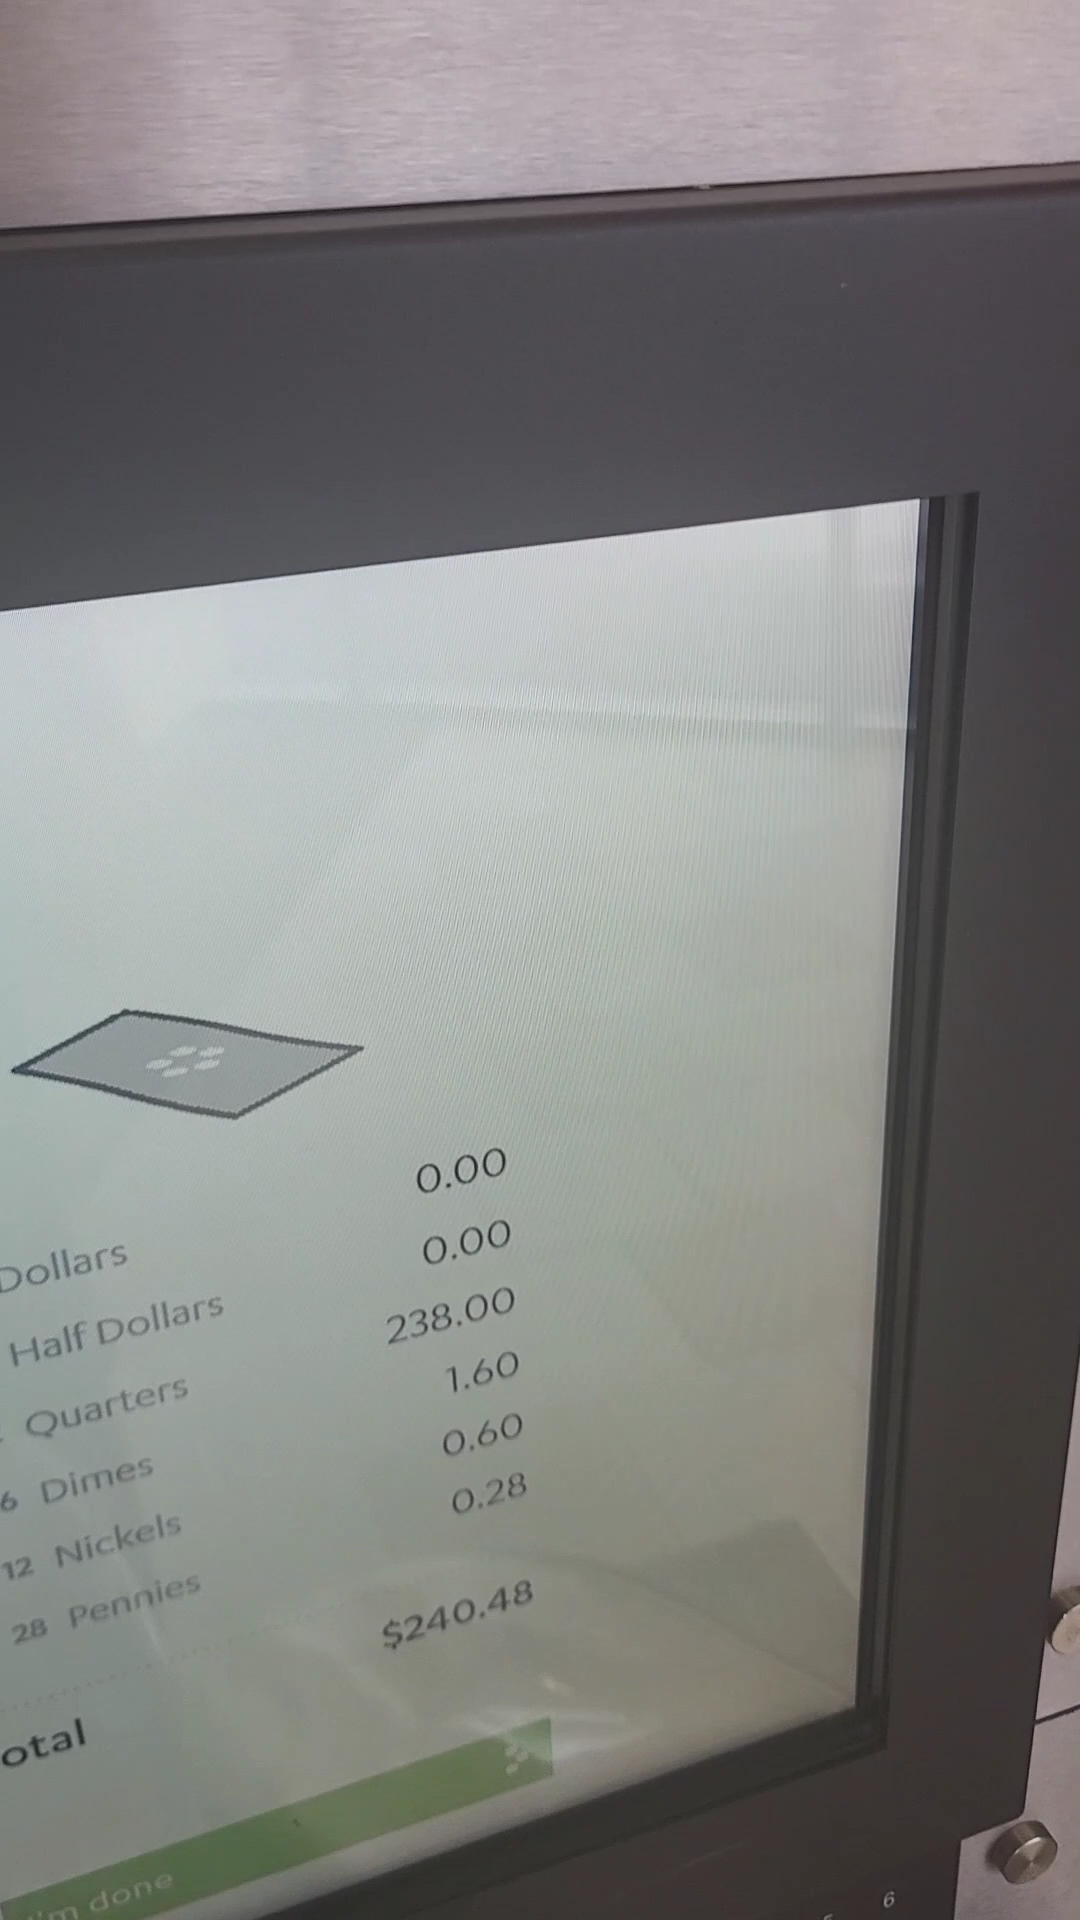 Dollars 0.00
Half Dollars 0.00
Quarters 238.00
6 Dimes 1.60
12 Nickels 0.60
28 Pennies 0.28
otal $240.48
I'm done
6